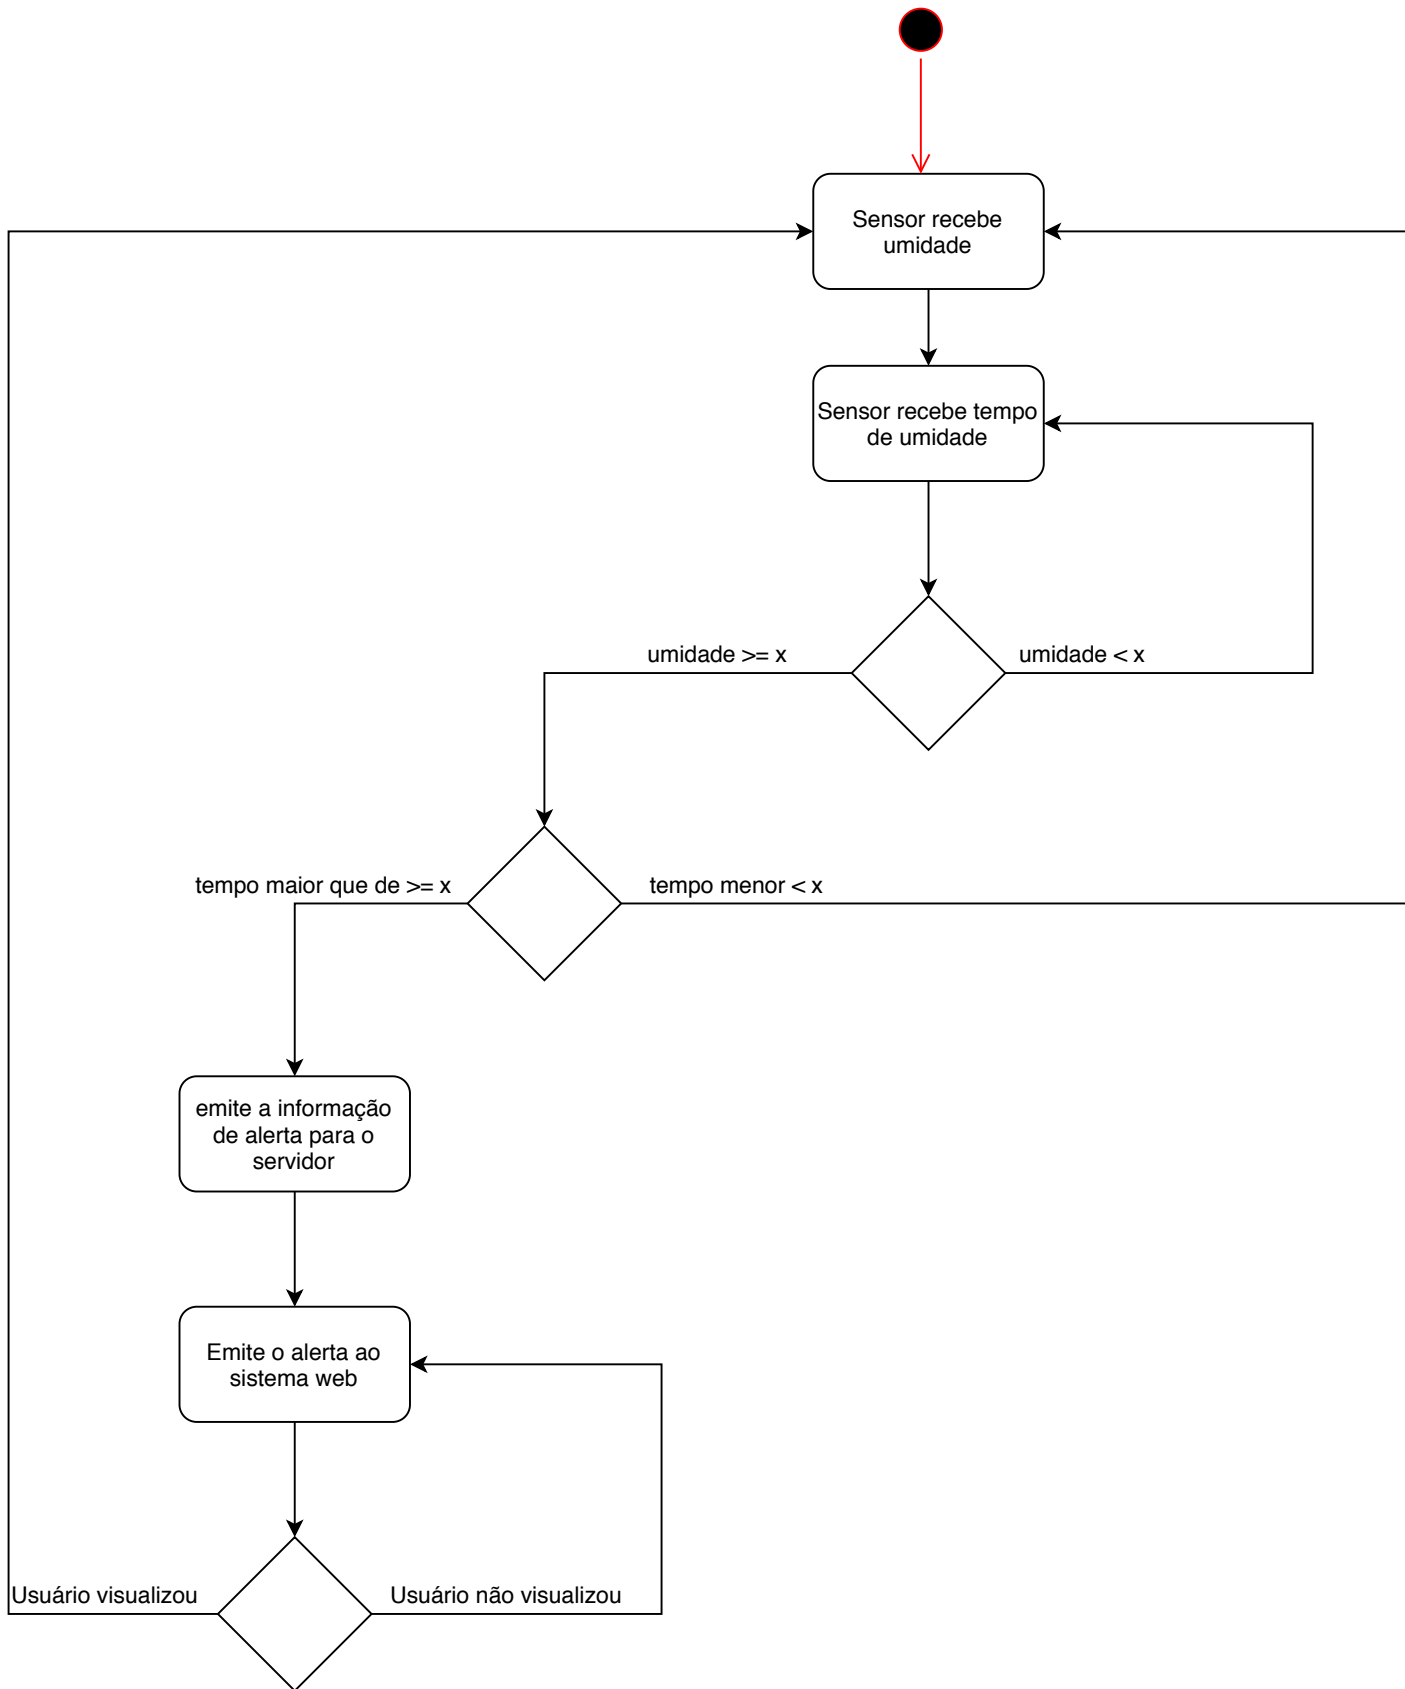 Sensor recebe
umidade
Sensor recebe tempo
de umidade
umidade >= x
umidade < x
tempo maior que de >= x
tempo menor < x
emite a informação
de alerta para o
servidor
Emite o alerta ao
sistema web
Usuário visualizou
Usuário não visualizou